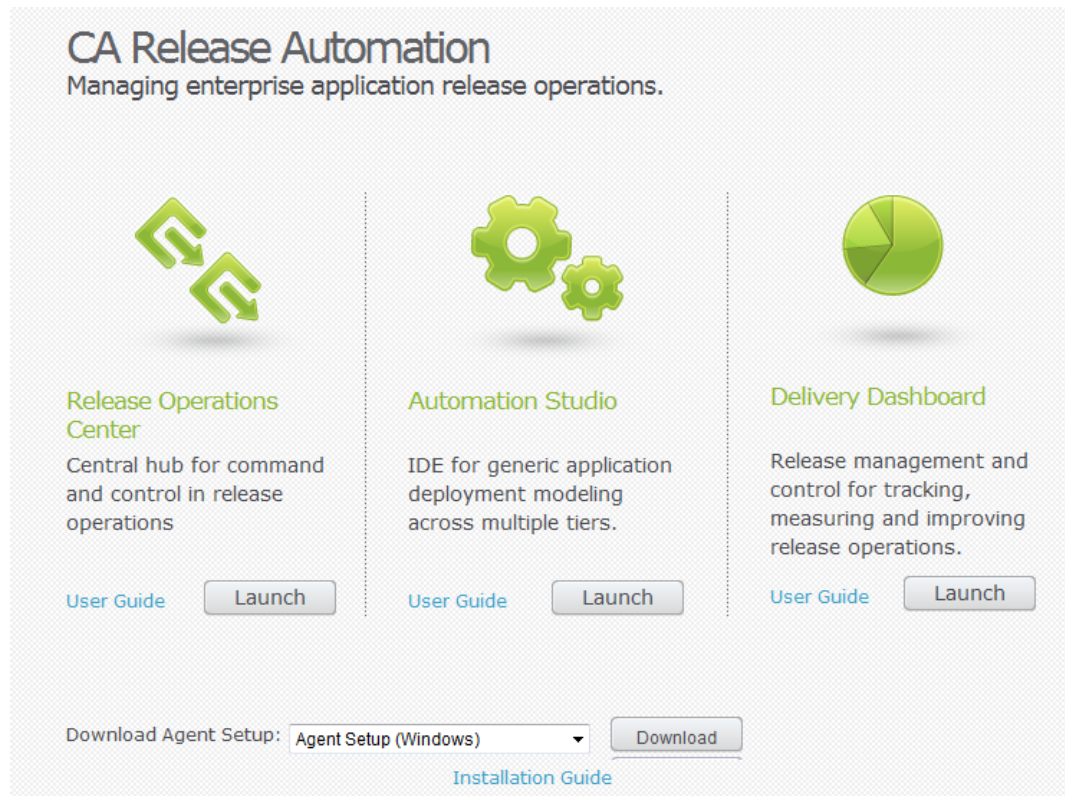 CA Release Automation
Managing enterprise application release operations.
Release Operations
Center
Central hub for command
and control in release
operations
User Guide
Launch
Automation Studio
IDE for generic application
deployment modeling
across multiple tiers.
User Guide
Launch
Delivery Dashboard
Release management and
control for tracking,
measuring and improving
release operations.
User Guide
Launch
Download Agent Setup:
Agent Setup (Windows)
Download
Installation Guide